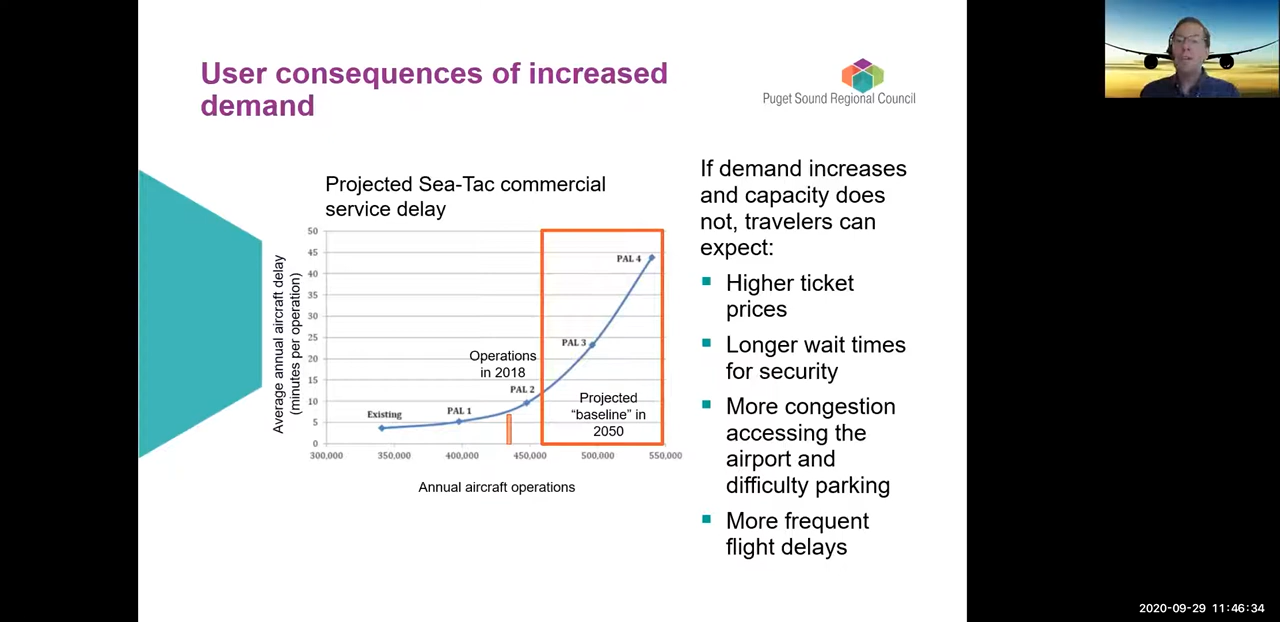 User consequences of increased
demand
Puget Sound Regional Council
Projected Sea-Tac commercial
service delay
Average annual aircraft delay
(minutes per operation)
50
45
40
35
30
25
20
15
10
5
0
PAL 4
PAL 3
Operations
in 2018
PAL 2
Projected
“baseline” in
2050
Existing
PAL 1
300,000
350,000
400,000
450,000
500,000
550,000
Annual aircraft operations
If demand increases
and capacity does
not, travelers can
expect:
Higher ticket
prices
Longer wait times
for security
More congestion
accessing the
airport and
difficulty parking
More frequent
flight delays
2020-09-29 11:46:34